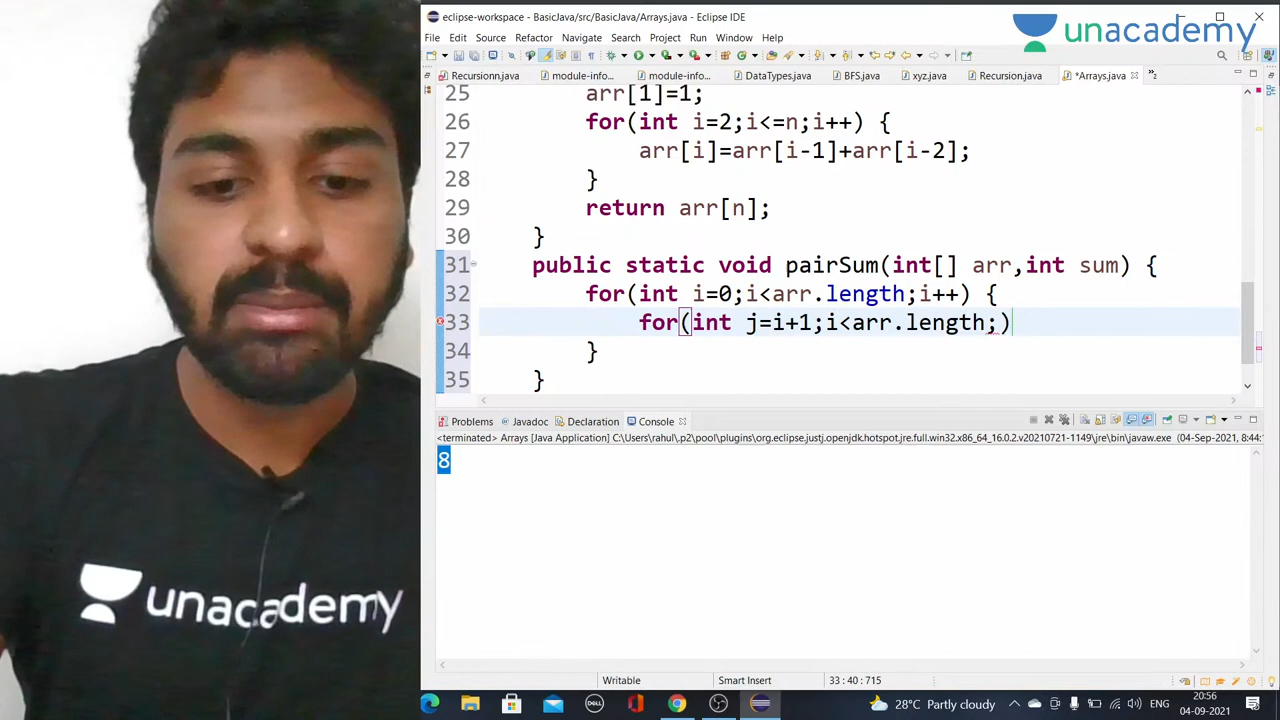 eclipse-workspace - BasicJava/src/BasicJava/Arrays.java - Eclipse IDE
unacademy
File Edit Source Refactor Navigate Search Project Run Window Help
Recursionn.java module-info... module-info... DataTypes.java BFS.java xyz.java Recursion.java *Arrays.java
25 arr[1]=1;
26 for(int i=2;i<=n;i++) {
27 arr[i]=arr[i-1]+arr[i-2];
28 }
29 return arr[n];
30 }
31 public static void pairSum(int[] arr,int sum) {
32 for(int i=0;i<arr.length;i++) {
33 for(int j=i+1;i<arr.length;)
34 }
35 }
Problems Javadoc Declaration Console
<terminated> Arrays [Java Application] C:\Users\rahul\.p2\pool\plugins\org.eclipse.justj.openjdk.hotspot.jre.full.win32.x86_64_16.0.2.v20210721-1149\jre\bin\javaw.exe (04-Sep-2021, 8:44:
8
unacademy
Writable Smart Insert 33 : 40 : 715
DELL
28°C Partly cloudy ENG 20:56
04-09-2021